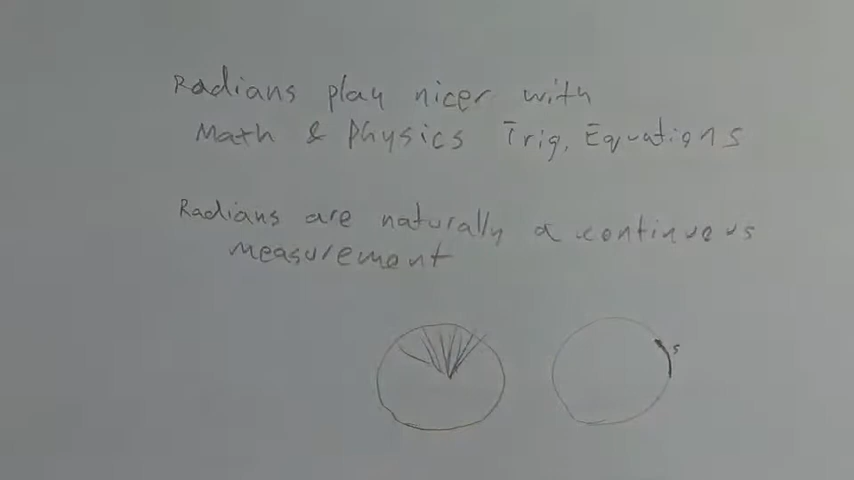 Radians play nicer with
Math & Physics Trig, Equations
Radians are naturally a continuous
measurement
s